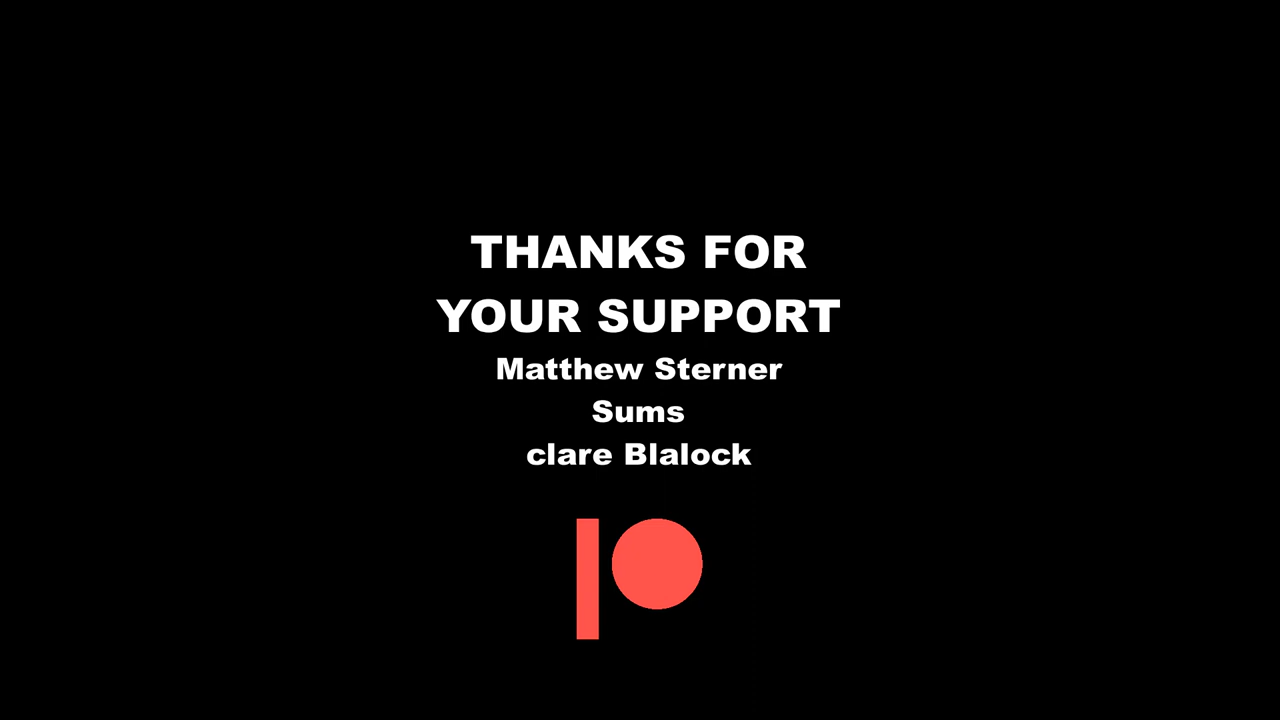 THANKS FOR
YOUR SUPPORT
Matthew Sterner
Sums
clare Blalock